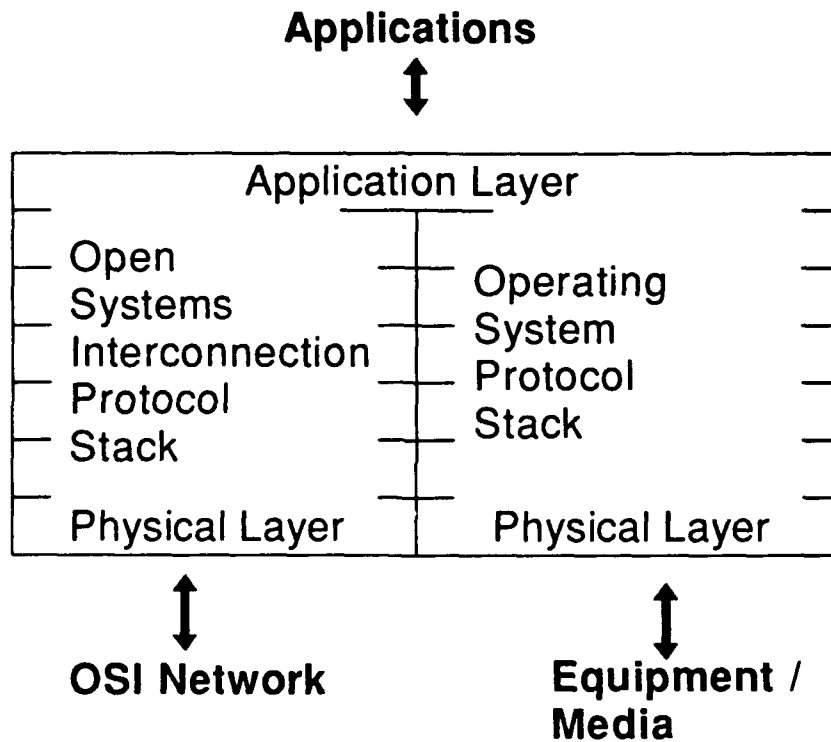 Applications
Application Layer
Open
Systems
Interconnection
Protocol
Stack
Physical Layer
Operating
System
Protocol
Stack
Physical Layer
OSI Network
Equipment /
Media